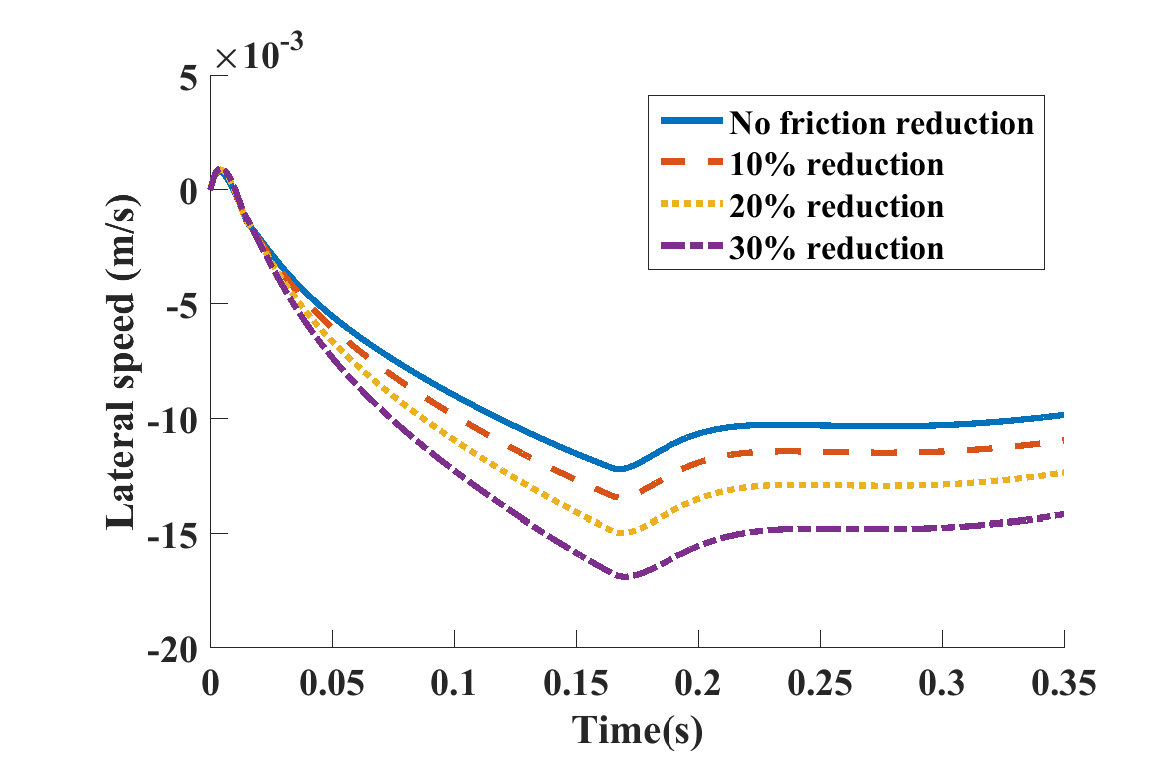 ×10-3
5
0
-5
-10
-15
-20
Lateral speed (m/s)
No friction reduction
10% reduction
20% reduction
30% reduction
0 0.05 0.1 0.15 0.2 0.25 0.3 0.35
Time(s)